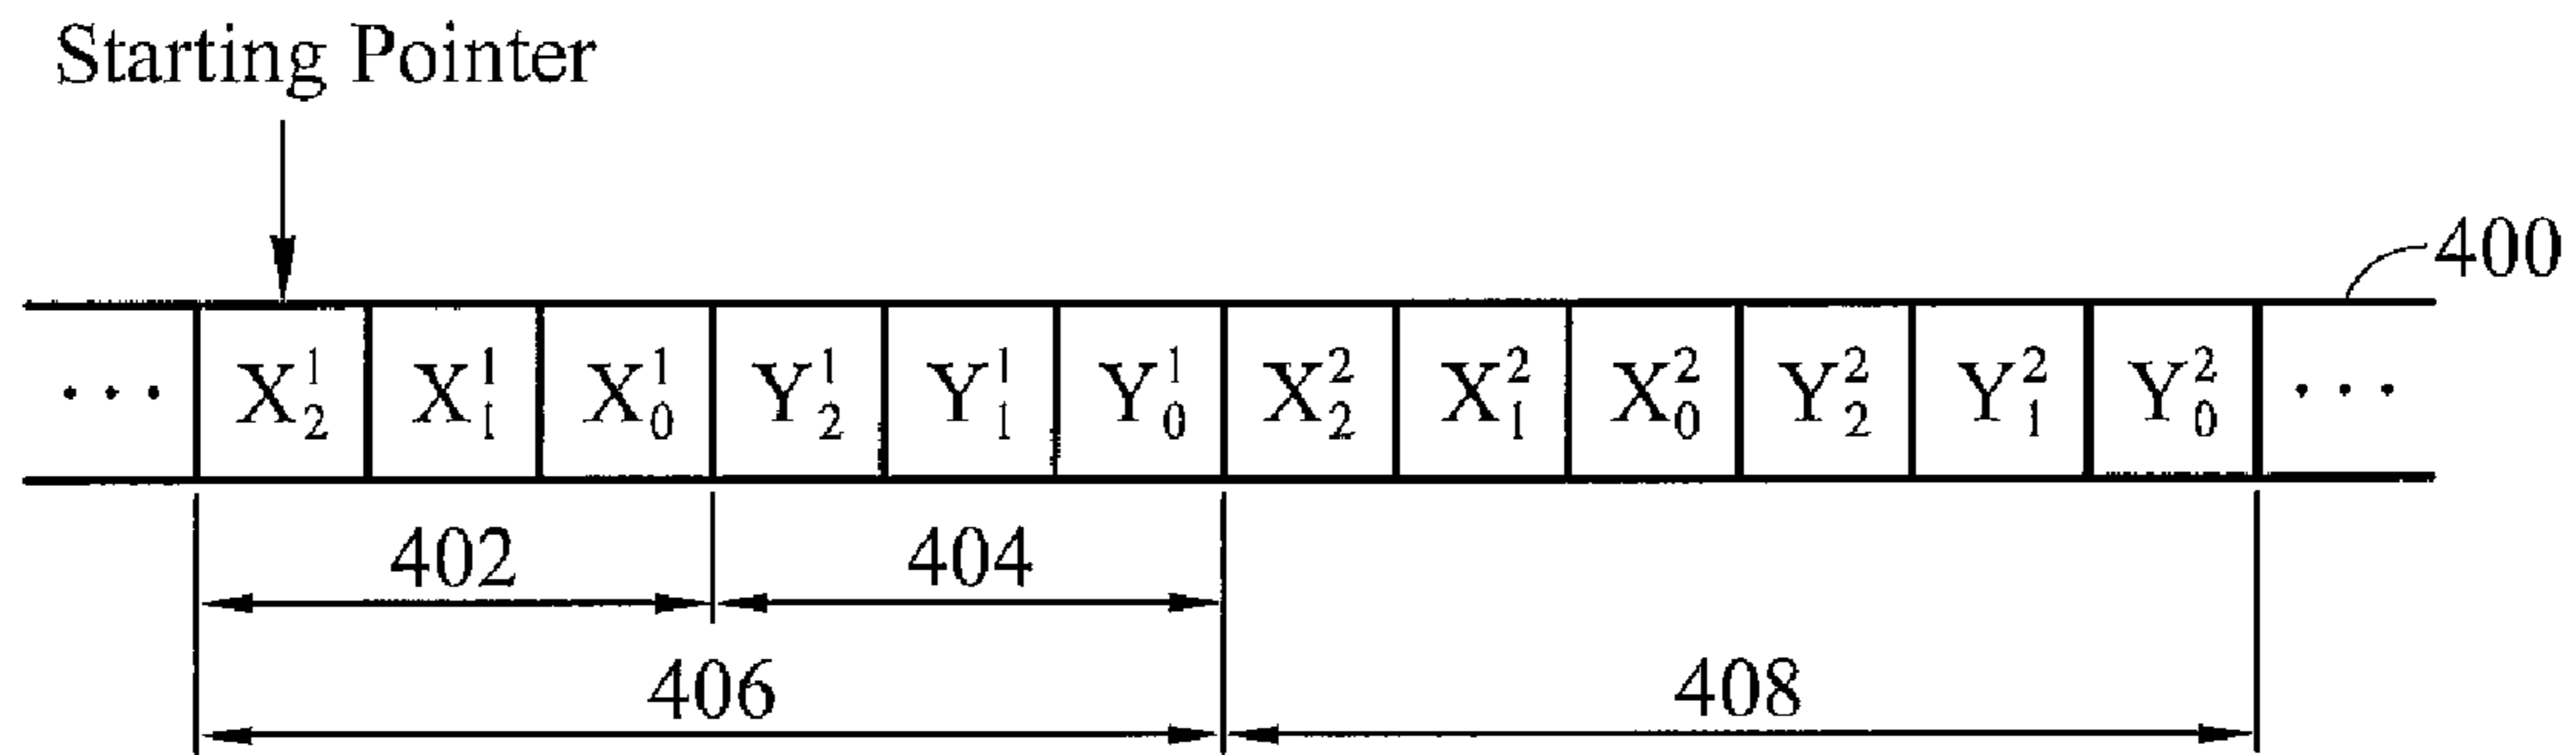 Starting Pointer
400
... X₂¹ X₁¹ X₀¹ Y₂¹ Y₁¹ Y₀¹ X₂² X₁² X₀² Y₂² Y₁² Y₀² ...
402 404
406 408